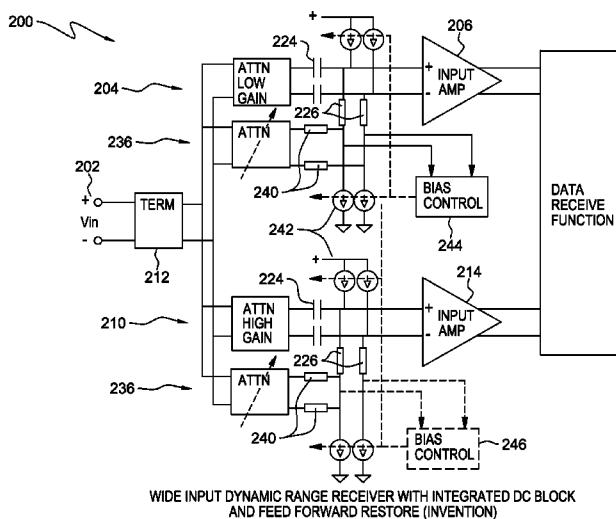 200
+
224
206
ATTN
LOW
GAIN
+
-
INPUT
AMP
204
226
236
ATTN
202
+
Vin
-
TERM
212
240
242
BIAS
CONTROL
244
DATA
RECEIVE
FUNCTION
+
224
214
ATTN
HIGH
GAIN
+
-
INPUT
AMP
210
226
236
ATTN
240
BIAS
CONTROL
246
WIDE INPUT DYNAMIC RANGE RECEIVER WITH INTEGRATED DC BLOCK
AND FEED FORWARD RESTORE (INVENTION)